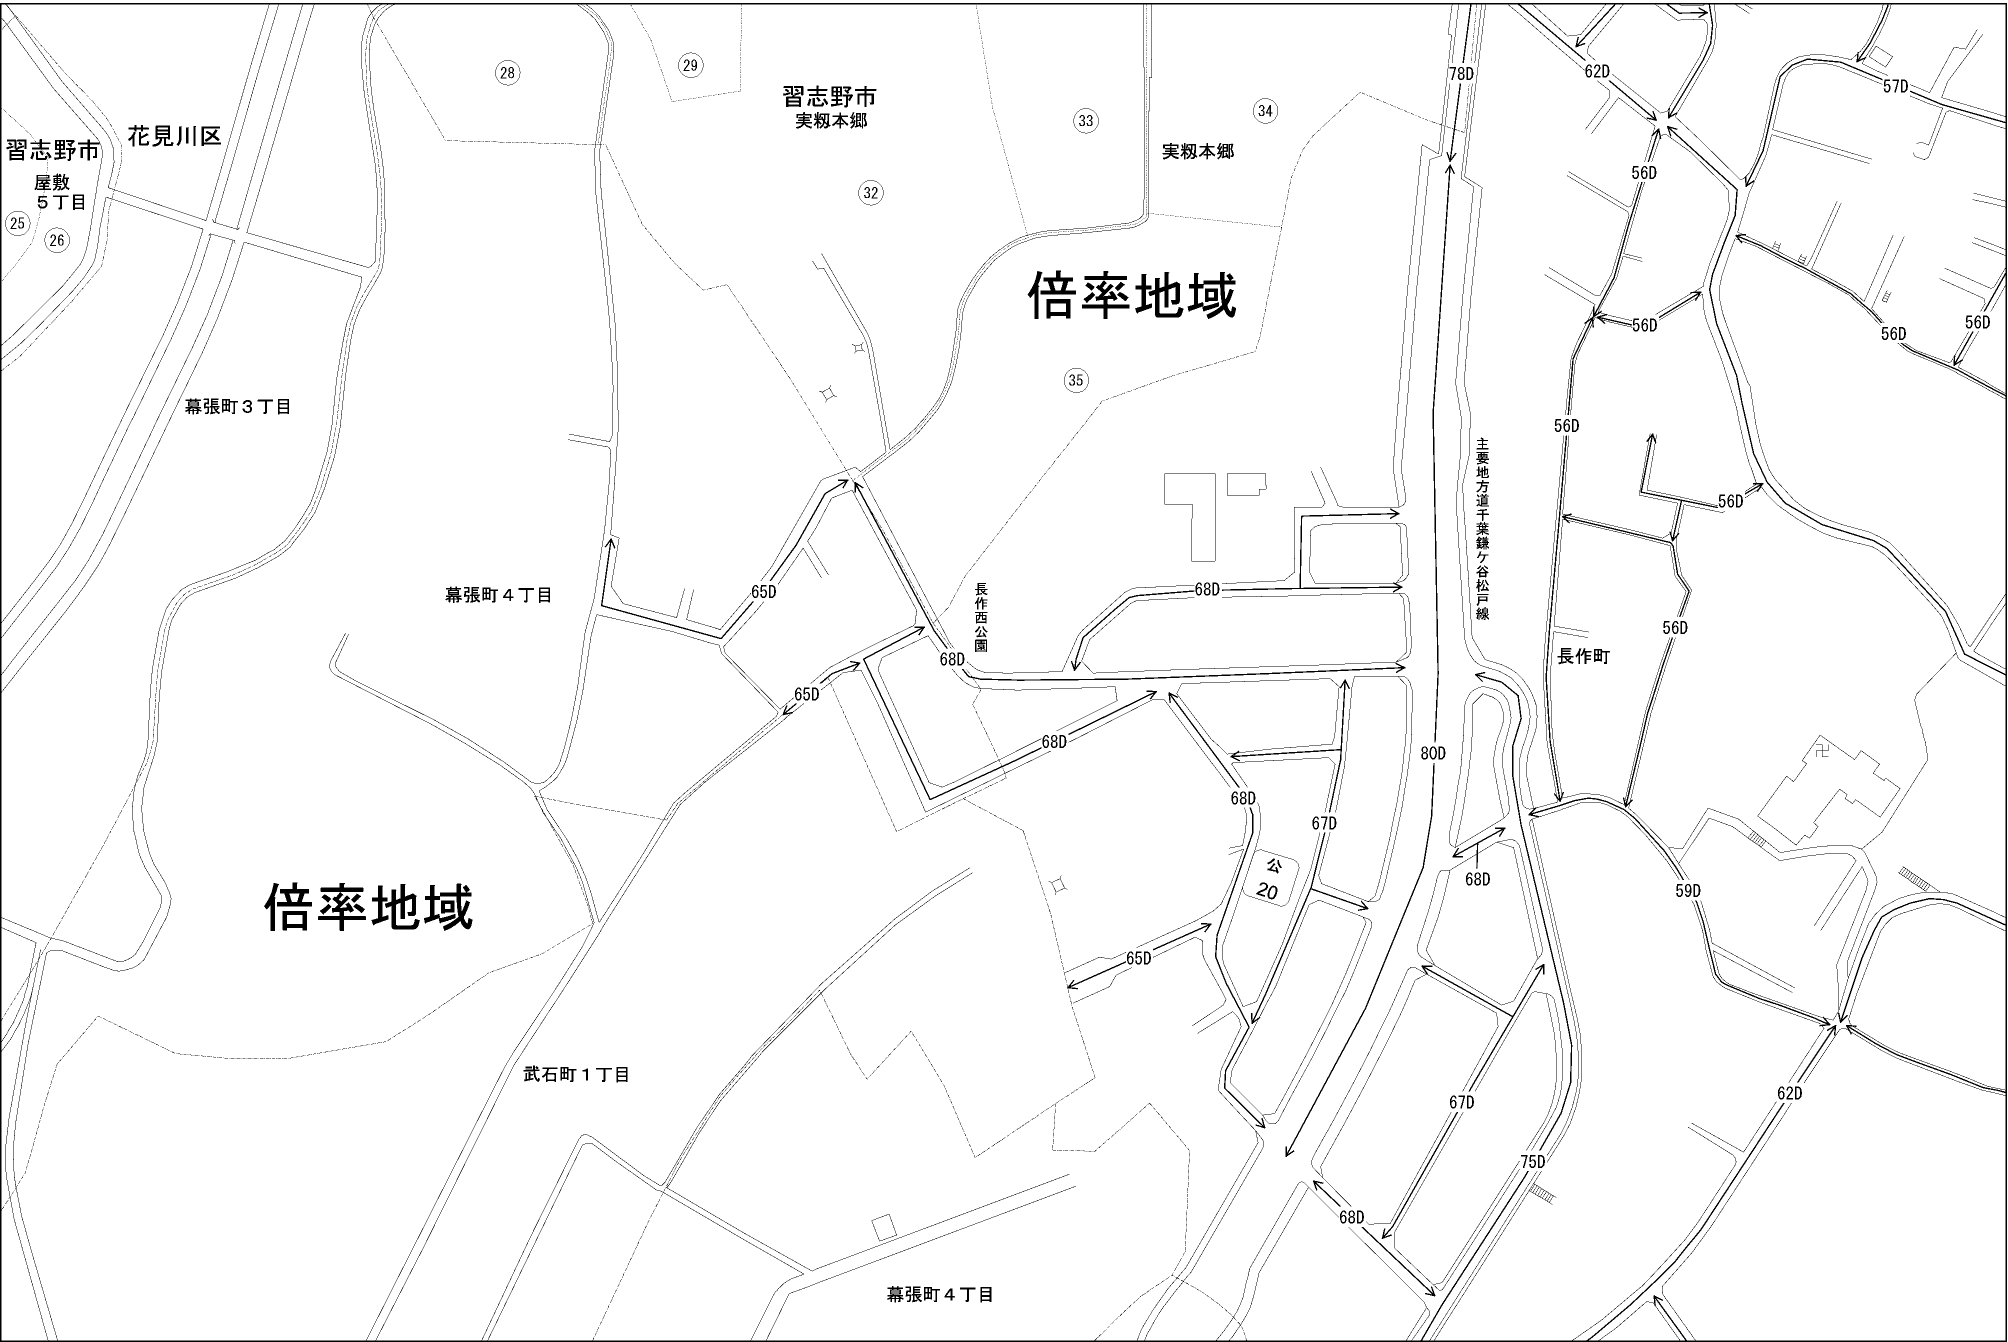 28
29
習志野市
実籾本郷
33
34
78D
62D
57D
花見川区
習志野市
屋敷
５丁目
実籾本郷
56D
32
25
26
倍率地域
56D
56D
56D
35
幕張町３丁目
56D
主要地方道千葉鎌ケ谷松戸線
56D
幕張町４丁目
65D
長作西公園
68D
56D
長作町
68D
65D
68D
80D
68D
67D
公
20
68D
59D
倍率地域
65D
武石町１丁目
67D
62D
75D
68D
幕張町４丁目